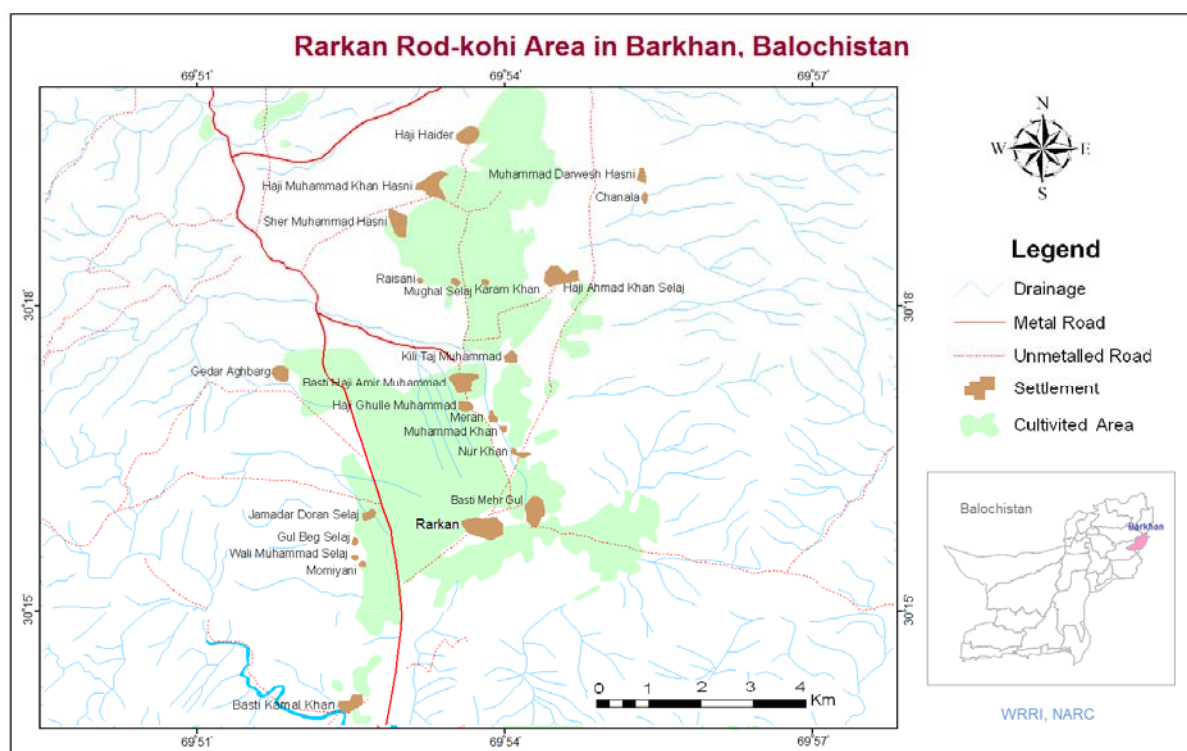 Rarkan Rod-kohi Area in Barkhan, Balochistan
69°51'
69°54'
69°57'
Haji Haider
Muhammad Darwesh Hasni
Haji Muhammad Khan Hasni
Chanala
Sher Muhammad Hasni
Raisani
Mughal Selaj
Karam Khan
Haji Ahmad Khan Selaj
30°18'
30°18'
Kili Taj Muhammad
Gedar Aghbarg
Basti Haji Amir Muhammad
Haji Ghulle Muhammad
Meran
Muhammad Khan
Nur Khan
Basti Mehr Gul
Jamadar Doran Selaj
Rarkan
Gul Beg Selaj
Wali Muhammad Selaj
Momiyani
30°15'
30°15'
Basti Kamal Khan
0 1 2 3 4
Km
69°51'
69°54'
69°57'
N
W E
S
Legend
Drainage
Metal Road
Unmetalled Road
Settlement
Cultivited Area
Balochistan
Barkhan
WRRI, NARC